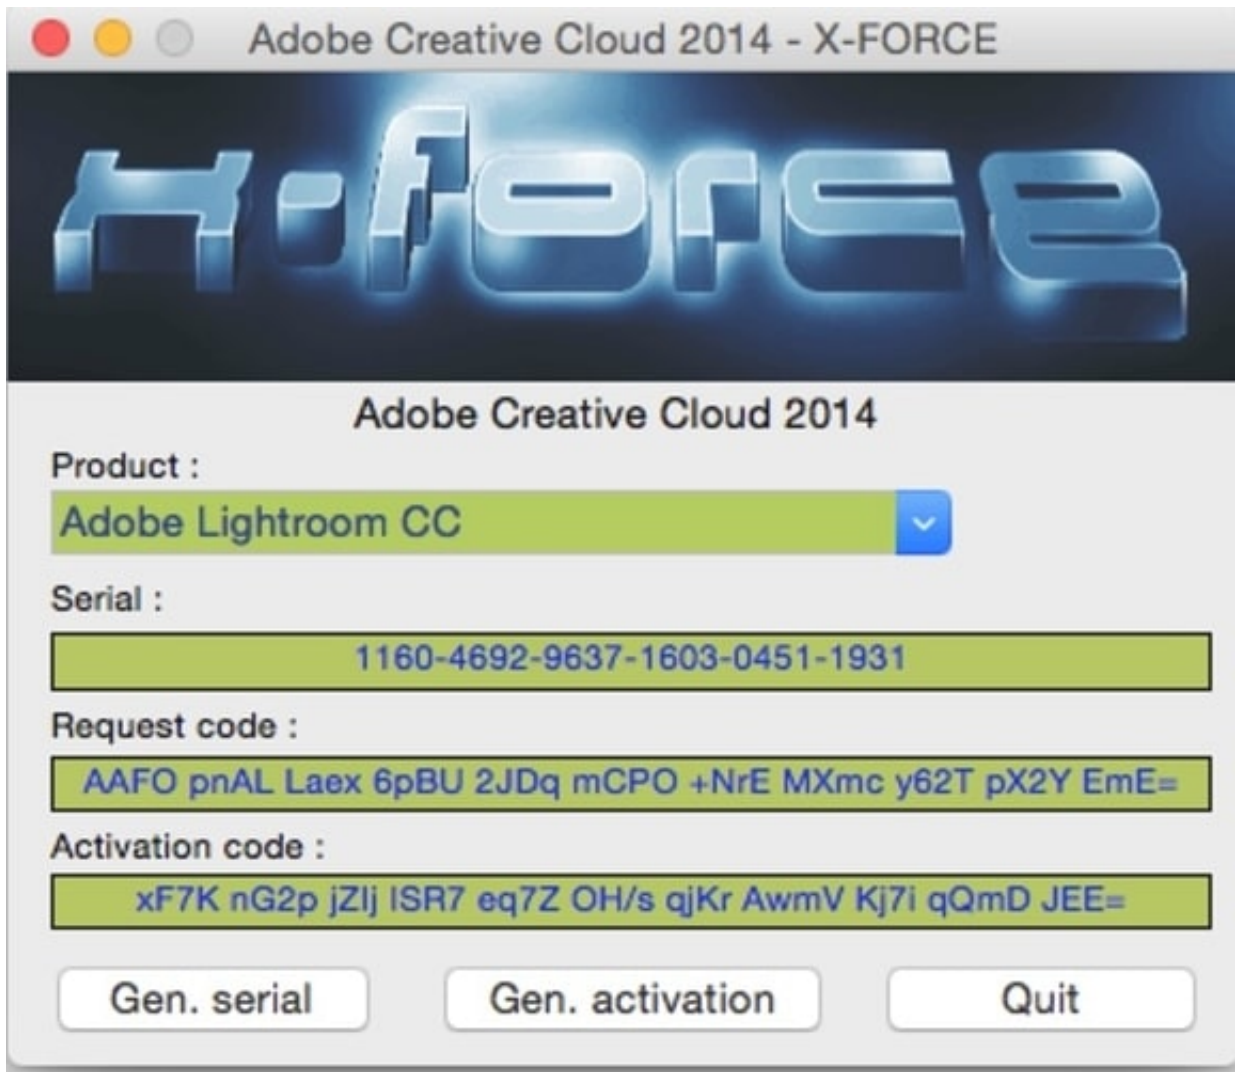 Adobe Creative Cloud 2014 - X-FORCE
X-force
Adobe Creative Cloud 2014
Product :
Adobe Lightroom CC
Serial :
1160-4692-9637-1603-0451-1931
Request code :
AAFO pnAL Laex 6pBU 2JDq mCPO +NrE MXmc y62T pX2Y EmE=
Activation code :
xF7K nG2p jZIj ISR7 eq7Z OH/s qjKr AwmV Kj7i qQmD JEE=
Gen. serial Gen. activation Quit